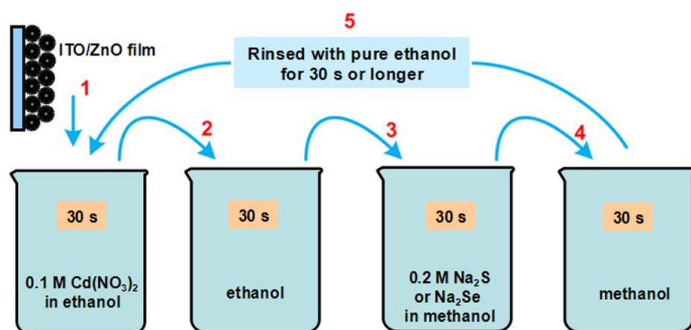 5
ITO/ZnO film
Rinsed with pure ethanol
for 30 s or longer
1
2
3
4
30 s
30 s
30 s
30 s
0.1 M Cd(NO₃)₂
in ethanol
ethanol
0.2 M Na₂S
or Na₂Se
in methanol
methanol